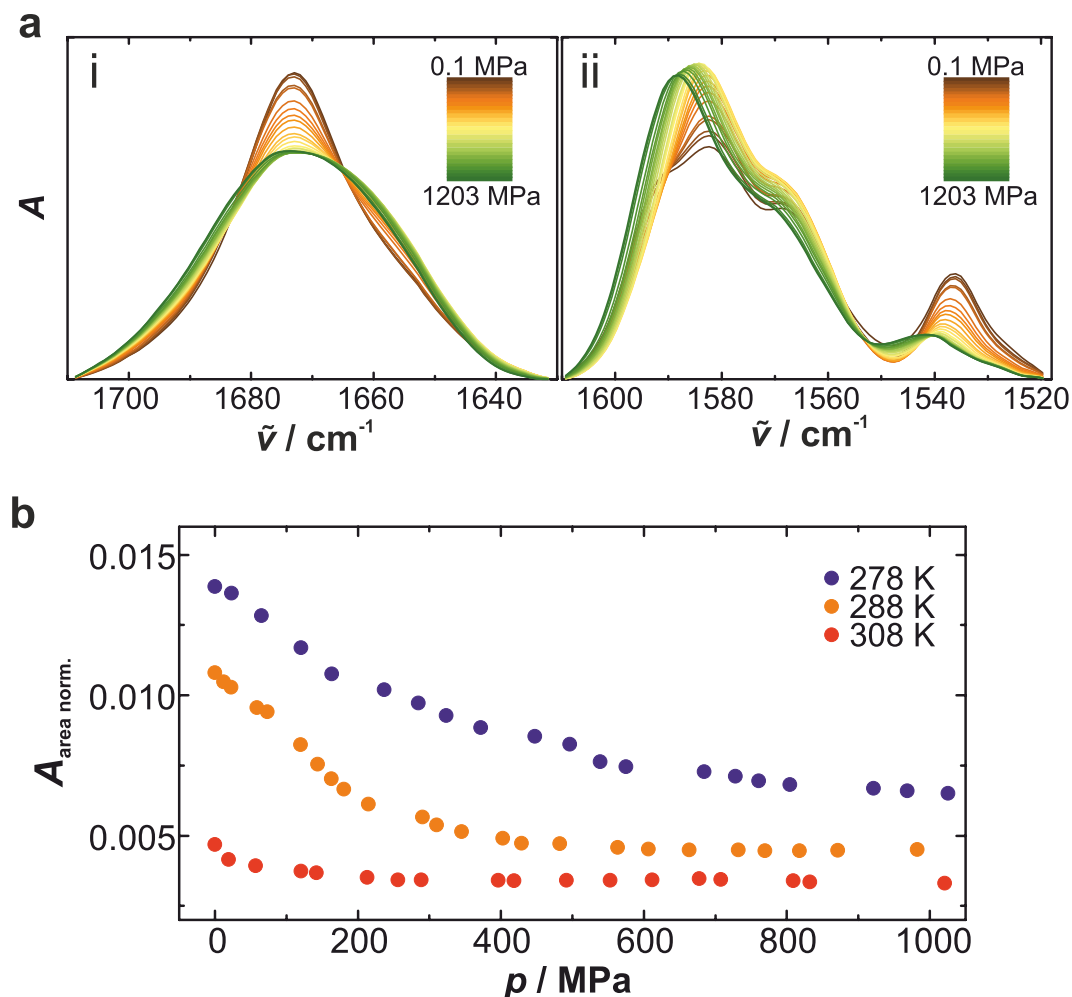 a
i
0.1 MPa
1203 MPa
ii
0.1 MPa
1203 MPa
A
1700 1680 1660 1640
1600 1580 1560 1540 1520
ṽ / cm⁻¹
ṽ / cm⁻¹
b
0.015
0.010
0.005
A area norm.
278 K
288 K
308 K
0 200 400 600 800 1000
p / MPa